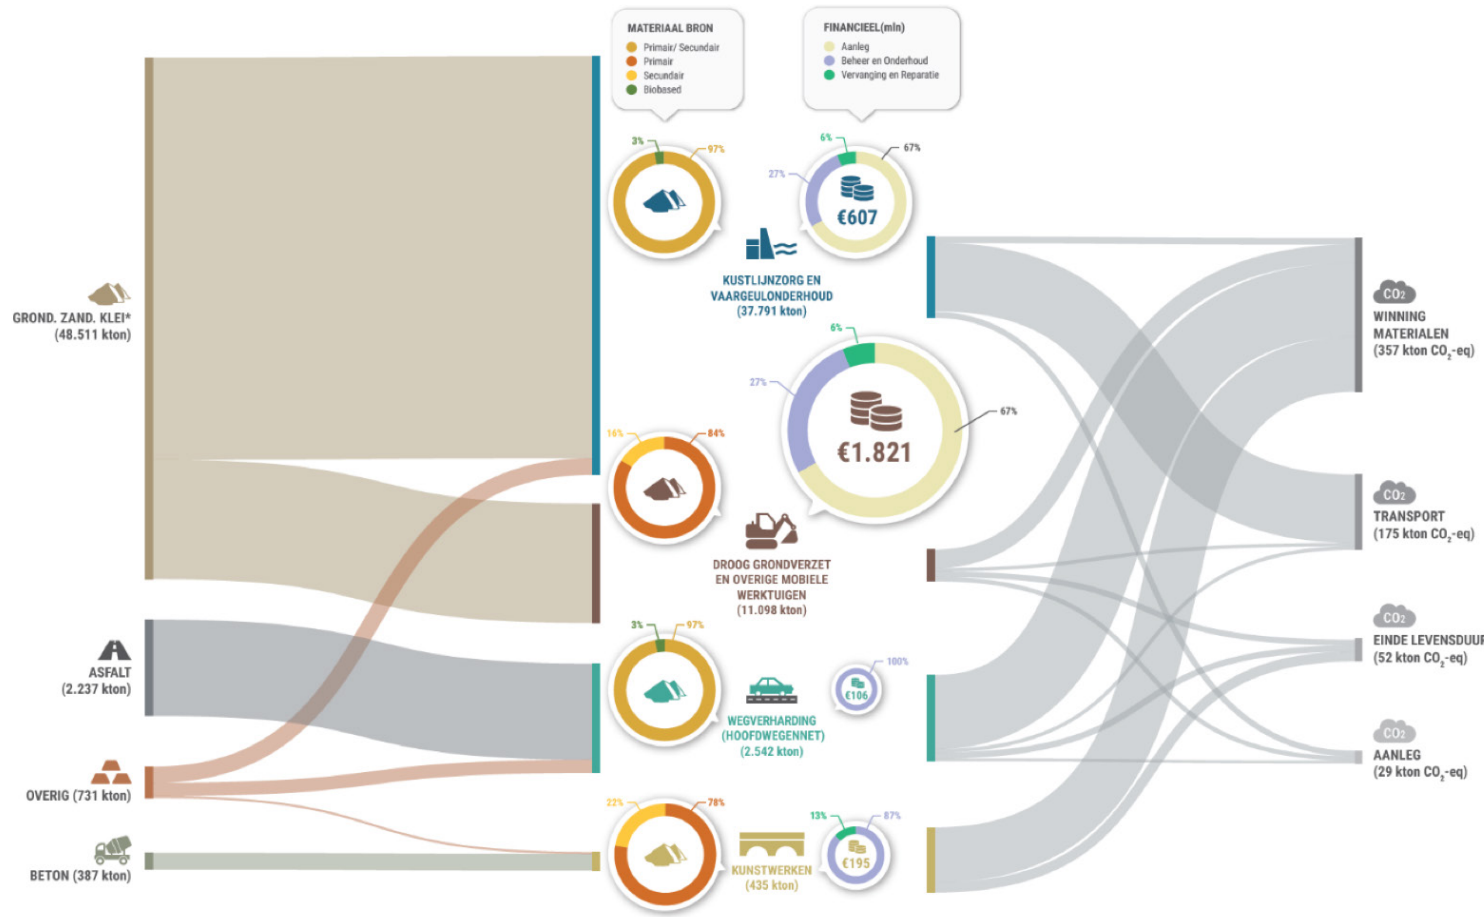 MATERIAAL BRON
Primair/ Secundair
Primair
Secundair
Biobased
FINANCIEEL(mln)
Aanleg
Beheer en Onderhoud
Vervanging en Reparatie
3%
97%
6%
67%
27%
€607
KUSTLIJNZORG EN
VAARGEULONDERHOUD
(37.791 kton)
GROND. ZAND. KLEI*
(48.511 kton)
CO2
WINNING
MATERIALEN
(357 kton CO2-eq)
6%
27%
67%
€1.821
16%
84%
DROOG GRONDVERZET
EN OVERIGE MOBIELE
WERKTUIGEN
(11.098 kton)
CO2
TRANSPORT
(175 kton CO2-eq)
CO2
EINDE LEVENSDUUR
(52 kton CO2-eq)
ASFALT
(2.237 kton)
3%
97%
100%
€106
WEGVERHARDING
(HOOFDWEGENNET)
(2.542 kton)
CO2
AANLEG
(29 kton CO2-eq)
OVERIG (731 kton)
22%
78%
13%
87%
€195
KUNSTWERKEN
(435 kton)
BETON (387 kton)